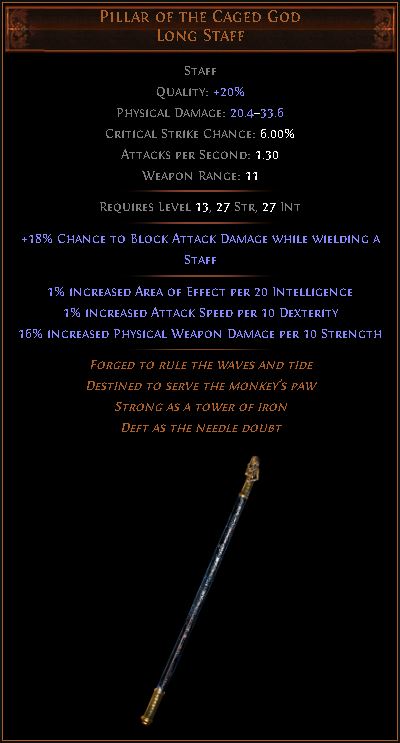 Pillar of the Caged God
Long Staff
Staff
Quality: +20%
Physical Damage: 20.4–33.6
Critical Strike Chance: 6.00%
Attacks per Second: 1.30
Weapon Range: 11
Requires Level 13, 27 Str, 27 Int
+18% Chance to Block Attack Damage while wielding a
Staff
1% increased Area of Effect per 20 Intelligence
1% increased Attack Speed per 10 Dexterity
16% increased Physical Weapon Damage per 10 Strength
Forged to rule the waves and tide
Destined to serve the monkey's paw
Strong as a tower of iron
Deft as the needle doubt